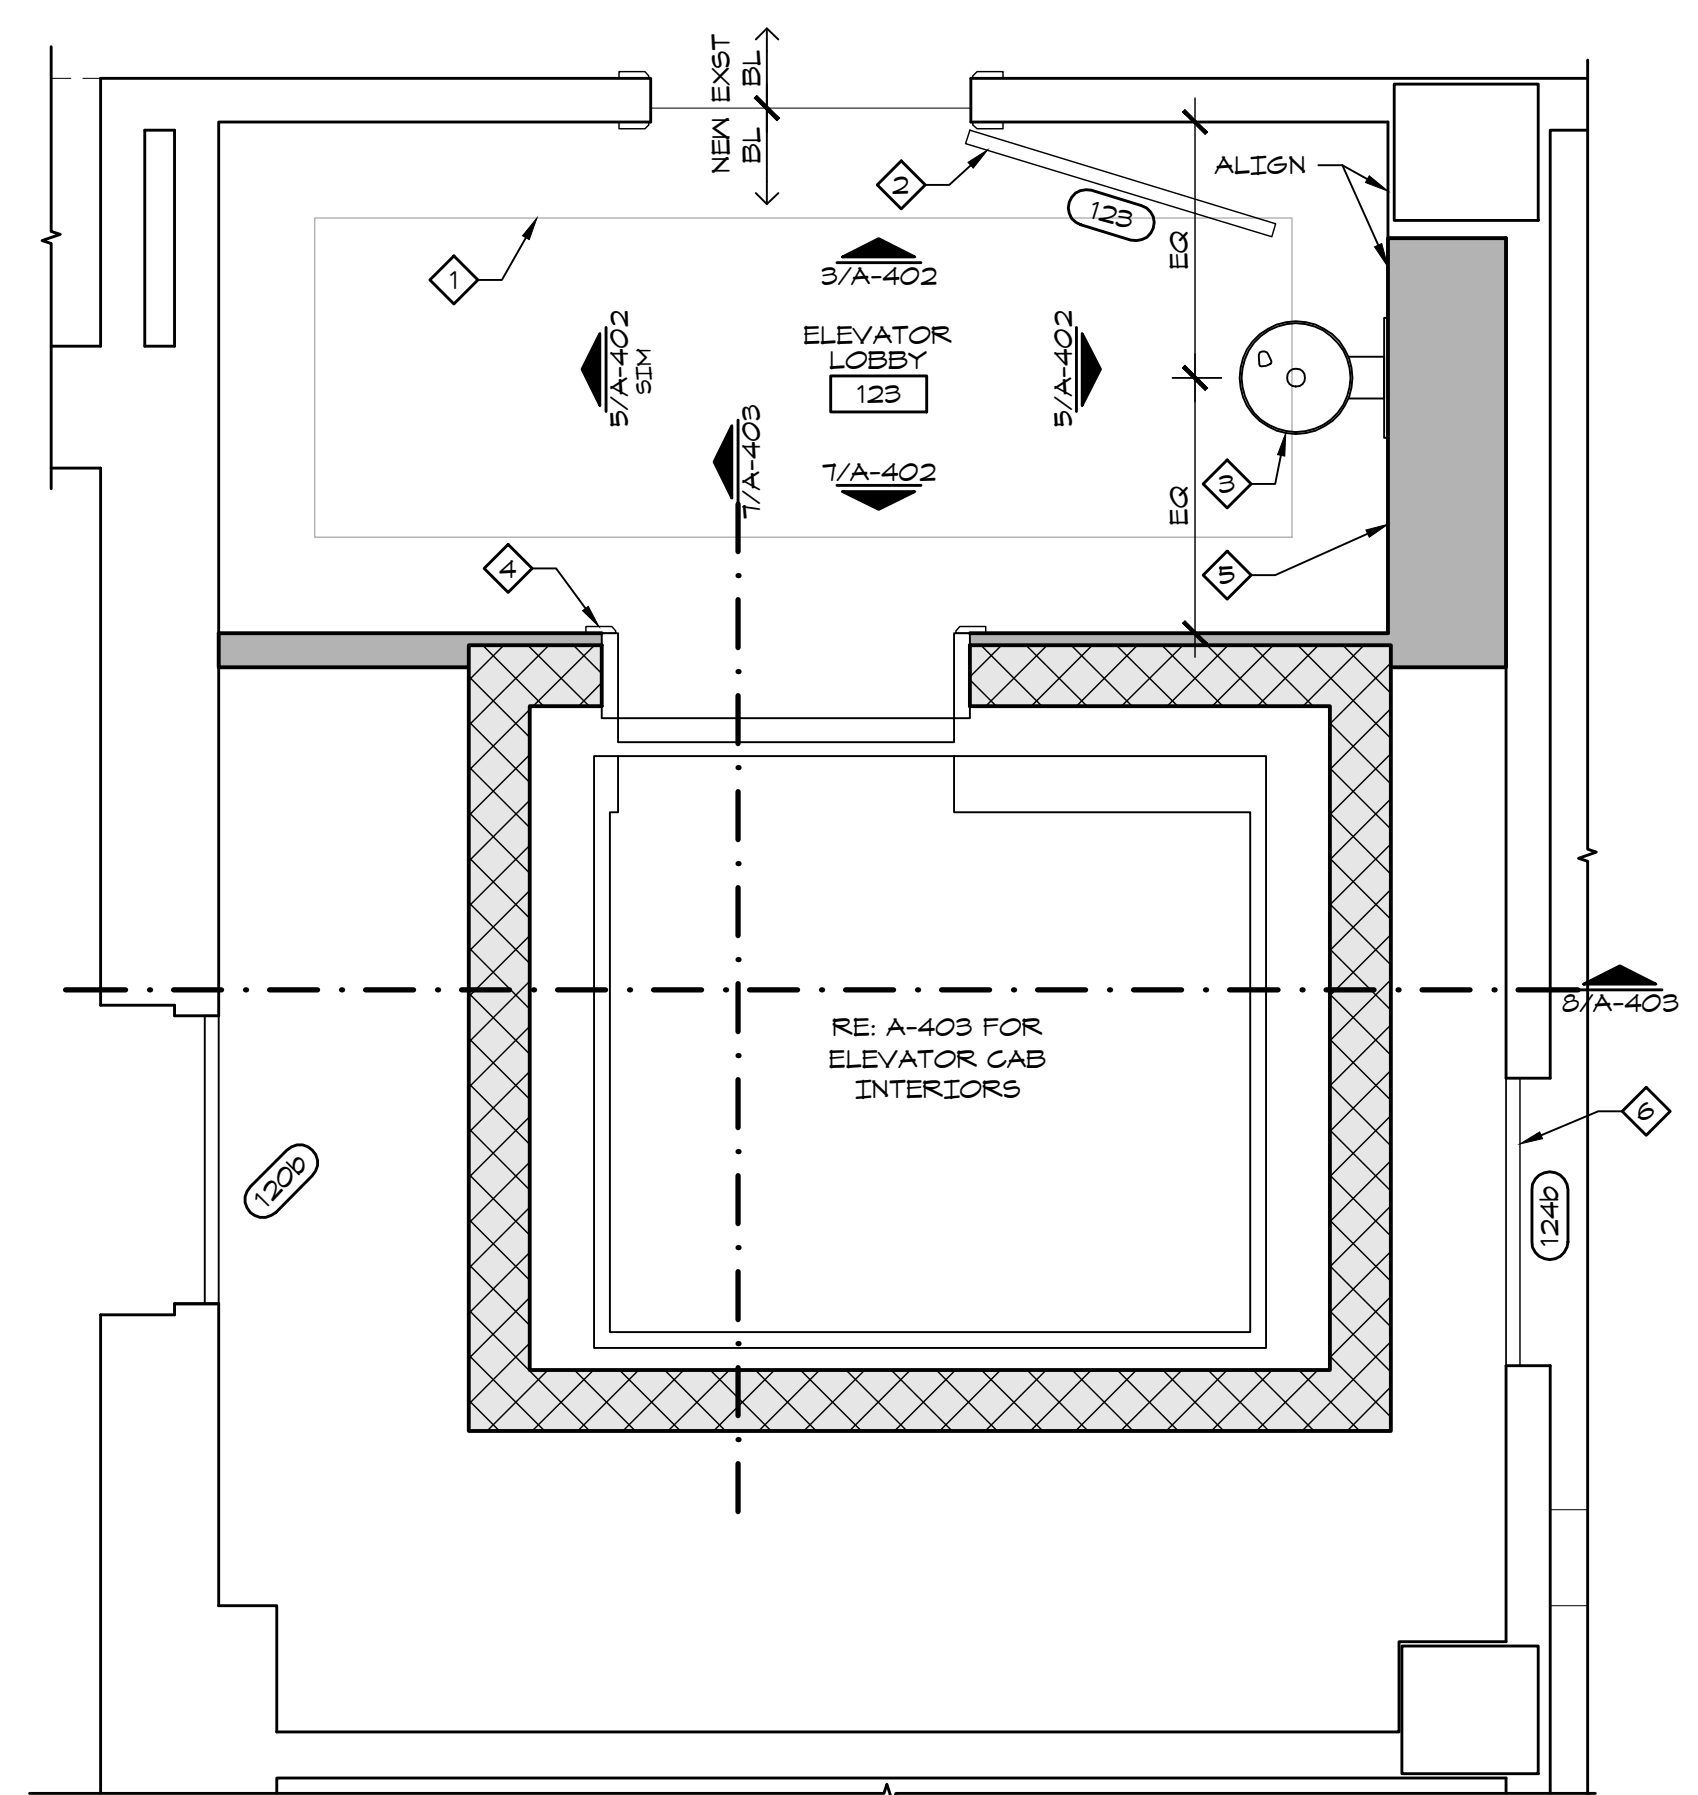 NEW EXST
BL BL
2
ALIGN
123
1
EQ
3/A-402
5/A-402
SIM
ELEVATOR
LOBBY
123
5/A-402
7/A-403
7/A-402
3
EQ
4
5
8/A-403
RE: A-403 FOR
ELEVATOR CAB
INTERIORS
6
120b
124b